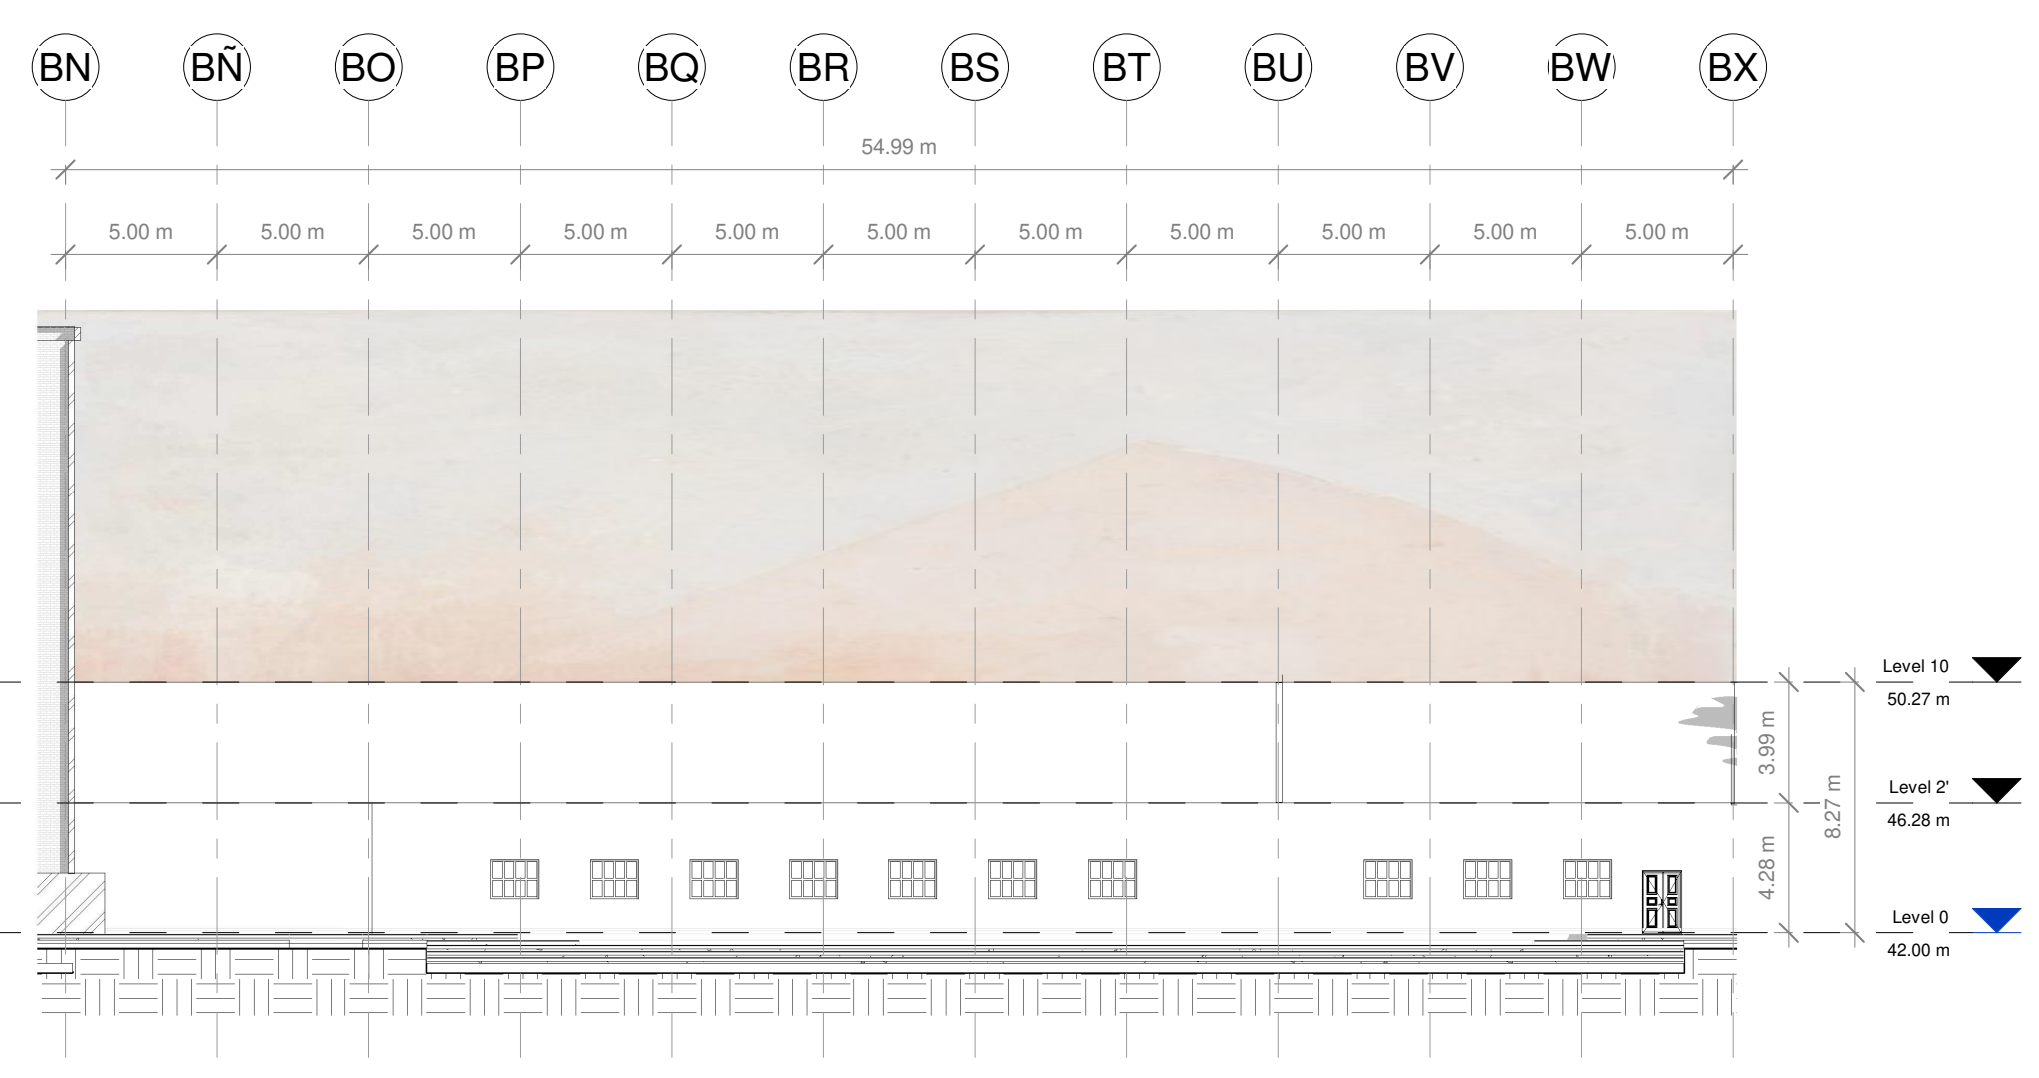 BN BÑ BO BP BQ BR BS BT BU BV BW BX
54.99 m
5.00 m 5.00 m 5.00 m 5.00 m 5.00 m 5.00 m 5.00 m 5.00 m 5.00 m 5.00 m 5.00 m
Level 10
50.27 m
3.99 m
Level 2'
46.28 m
8.27 m
4.28 m
Level 0
42.00 m